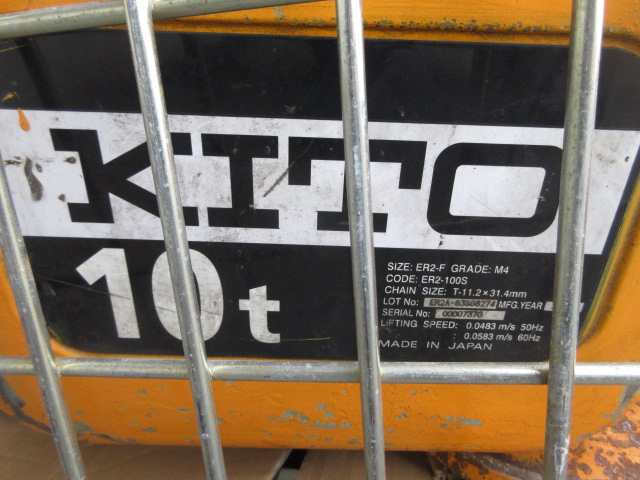 KITO
10t
SIZE: ER2-F GRADE: M4
CODE: ER2-100S
CHAIN SIZE: T-11.2×31.4mm
LOT No: MFG.YEAR
SERIAL No: 00007370
LIFTING SPEED: 0.0483 m/s 50Hz
: 0.0583 m/s 60Hz
MADE IN JAPAN